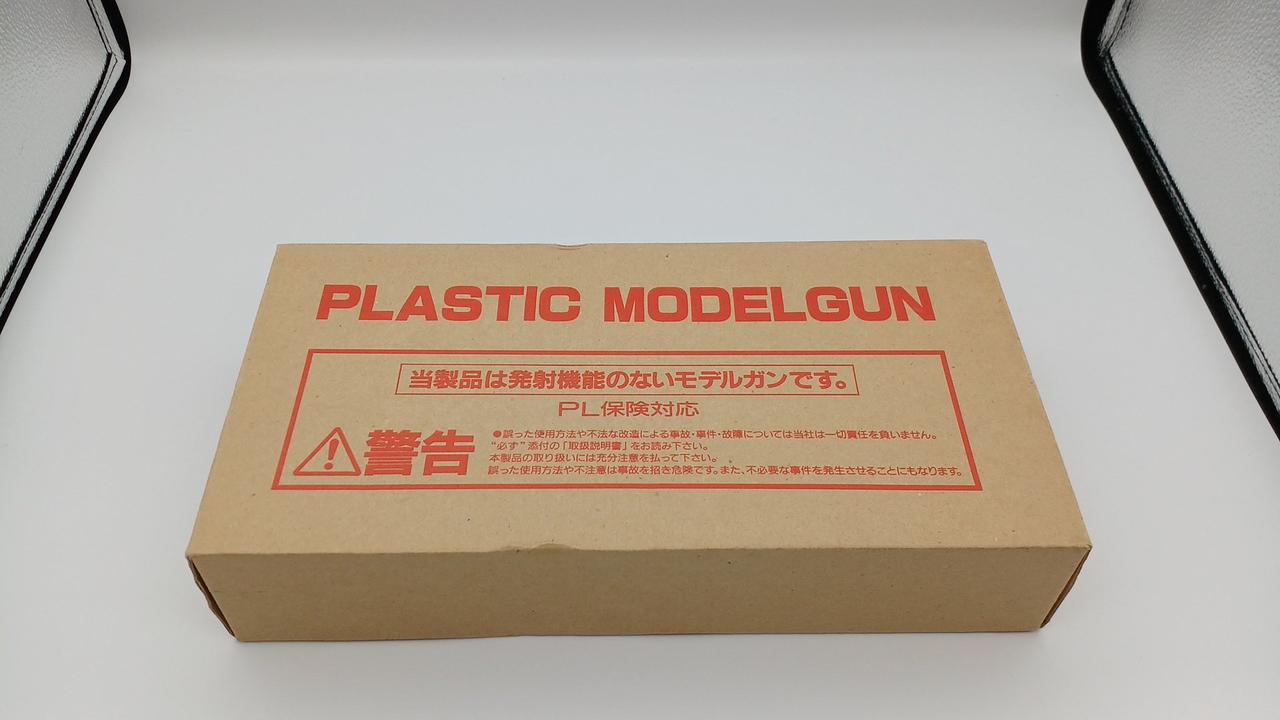 PLASTIC MODELGUN
当製品は発射機能のないモデルガンです。
PL保険対応
警告
●誤った使用方法や不法な改造による事故・事件・故障については当社は一切責任を負いません。
“必ず”添付の「取扱説明書」をお読み下さい。
本製品の取り扱いには充分注意を払って下さい。
誤った使用方法や不注意は事故を招き危険です。また、不必要な事件を発生させることにもなります。